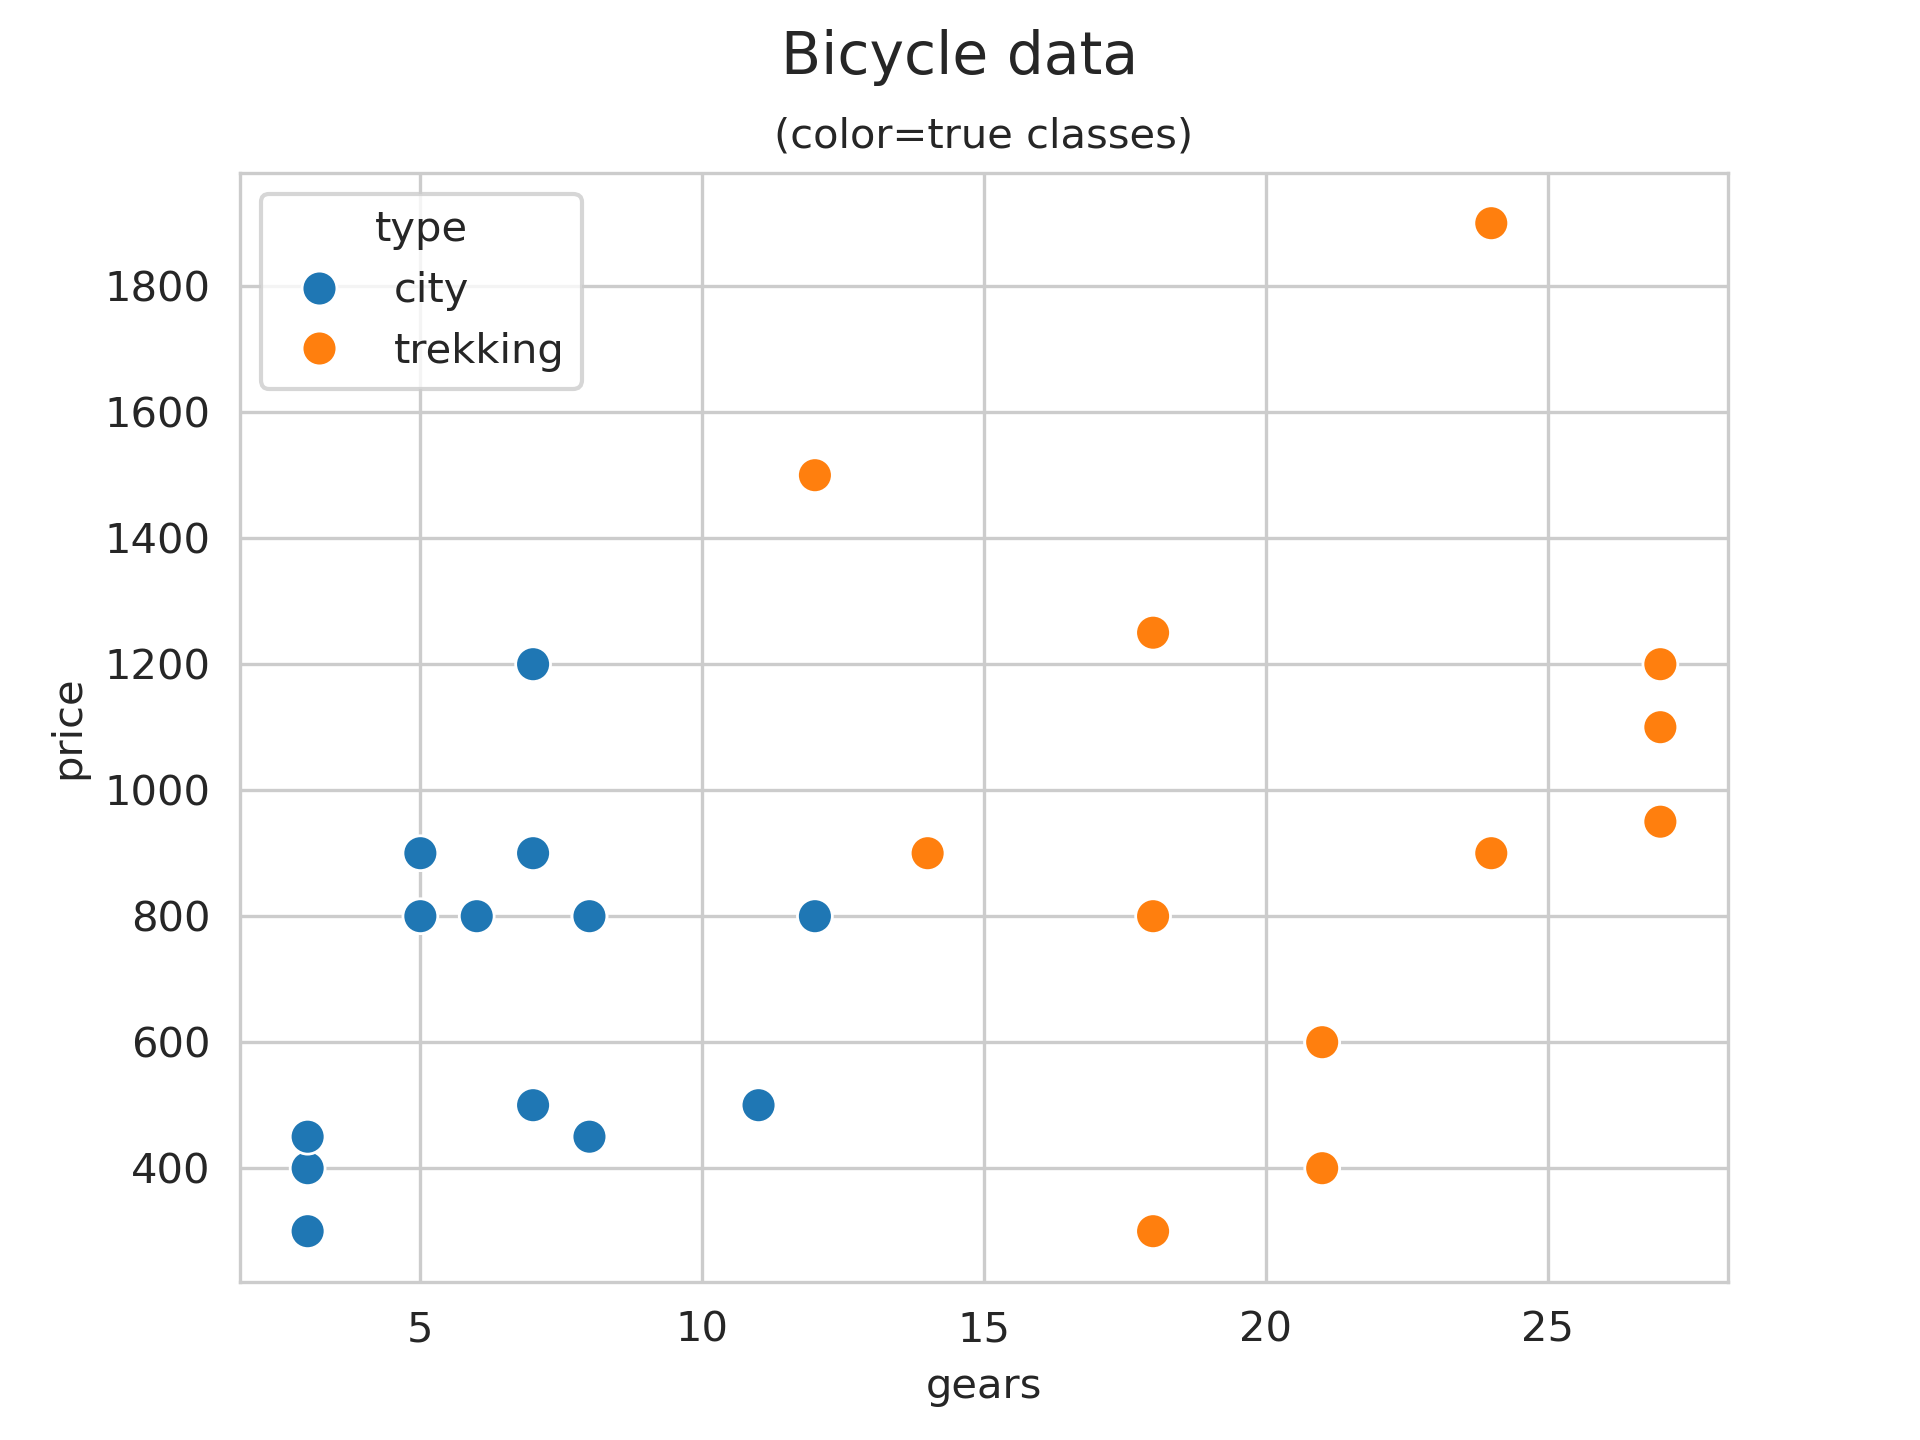 Bicycle data
(color=true classes)
type
city
trekking
1800
1600
1400
1200
1000
800
600
400
price
5 10 15 20 25
gears